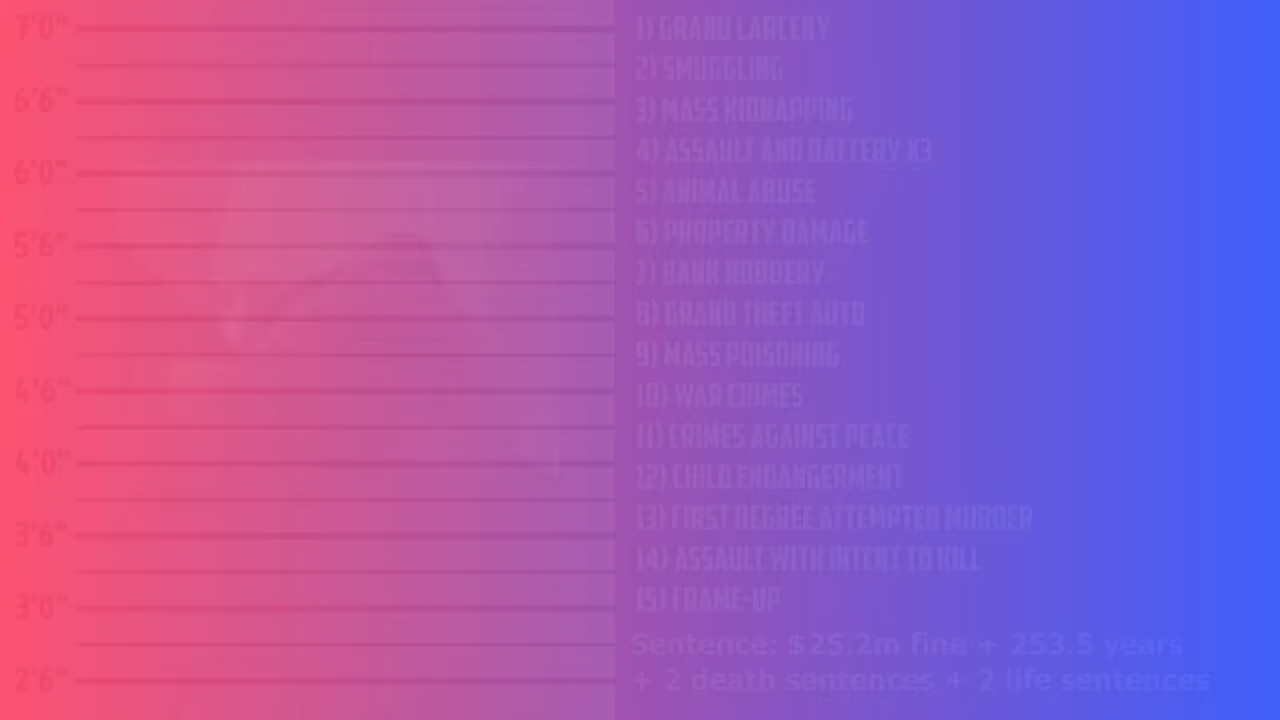 7'0"
6'6"
6'0"
5'6"
5'0"
4'6"
4'0"
3'6"
3'0"
2'6"
1) GRAND LARCENY
2) SMUGGLING
3) MASS KIDNAPPING
4) ASSAULT AND BATTERY X3
5) ANIMAL ABUSE
6) PROPERTY DAMAGE
7) BANK ROBBERY
8) GRAND THEFT AUTO
9) MASS POISONING
10) WAR CRIMES
11) CRIMES AGAINST PEACE
12) CHILD ENDANGERMENT
13) FIRST DEGREE ATTEMPTED MURDER
14) ASSAULT WITH INTENT TO KILL
15) FRAME-UP
Sentence: $25.2m fine + 253.5 years
+ 2 death sentences + 2 life sentences